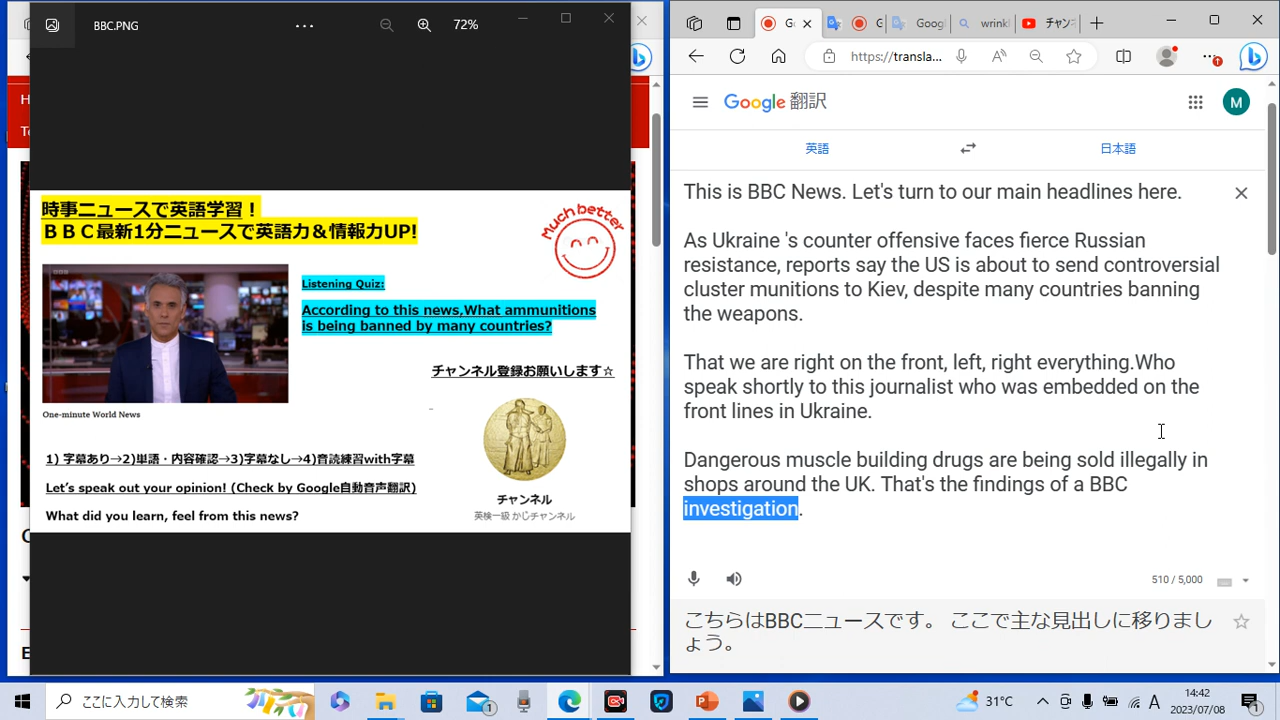 BBC.PNG
72%
時事ニュースで英語学習！
ＢＢＣ最新1分ニュースで英語力＆情報力UP!
Much better
Listening Quiz:
According to this news,What ammunitions
is being banned by many countries?
チャンネル登録お願いします☆
One-minute World News
1) 字幕あり→2)単語・内容確認→3)字幕なし→4)音読練習with字幕
Let’s speak out your opinion! (Check by Google自動音声翻訳)
What did you learn, feel from this news?
チャンネル
英検一級 かじチャンネル
G
G
Googl
wrinkl
チャンネ
https://transla...
Google 翻訳
M
英語
日本語
This is BBC News. Let's turn to our main headlines here.
As Ukraine 's counter offensive faces fierce Russian
resistance, reports say the US is about to send controversial
cluster munitions to Kiev, despite many countries banning
the weapons.
That we are right on the front, left, right everything.Who
speak shortly to this journalist who was embedded on the
front lines in Ukraine.
Dangerous muscle building drugs are being sold illegally in
shops around the UK. That's the findings of a BBC
investigation.
510 / 5,000
こちらはBBCニュースです。 ここで主な見出しに移りまし
ょう。
ここに入力して検索
31°C
A
14:42
2023/07/08